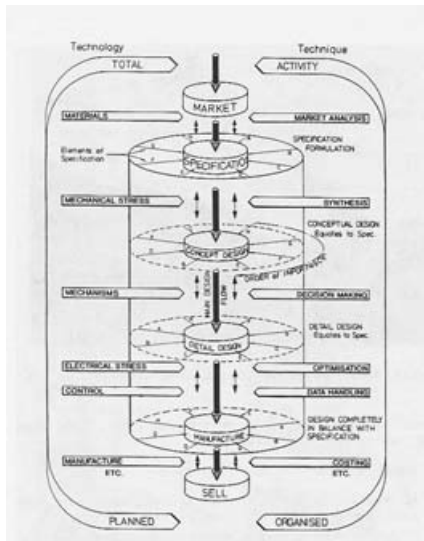 Technology
Technique
TOTAL
ACTIVITY
MARKET
MATERIALS
MARKET ANALYSIS
Elements of
Specification
SPECIFICATION
SPECIFICATION
FORMULATION
MECHANICAL STRESS
SYNTHESIS
CONCEPTUAL DESIGN
Equates to Spec.
CONCEPT DESIGN
ORDER OF IMPORTANCE
MAIN DESIGN
FLOW
MECHANISMS
DECISION MAKING
DETAIL DESIGN
Equates to Spec.
DETAIL DESIGN
ELECTRICAL STRESS
OPTIMISATION
CONTROL
DATA HANDLING
DESIGN COMPLETELY
IN BALANCE WITH
SPECIFICATION
MANUFACTURE
MANUFACTURE
ETC.
COSTING
ETC.
SELL
PLANNED
ORGANISED